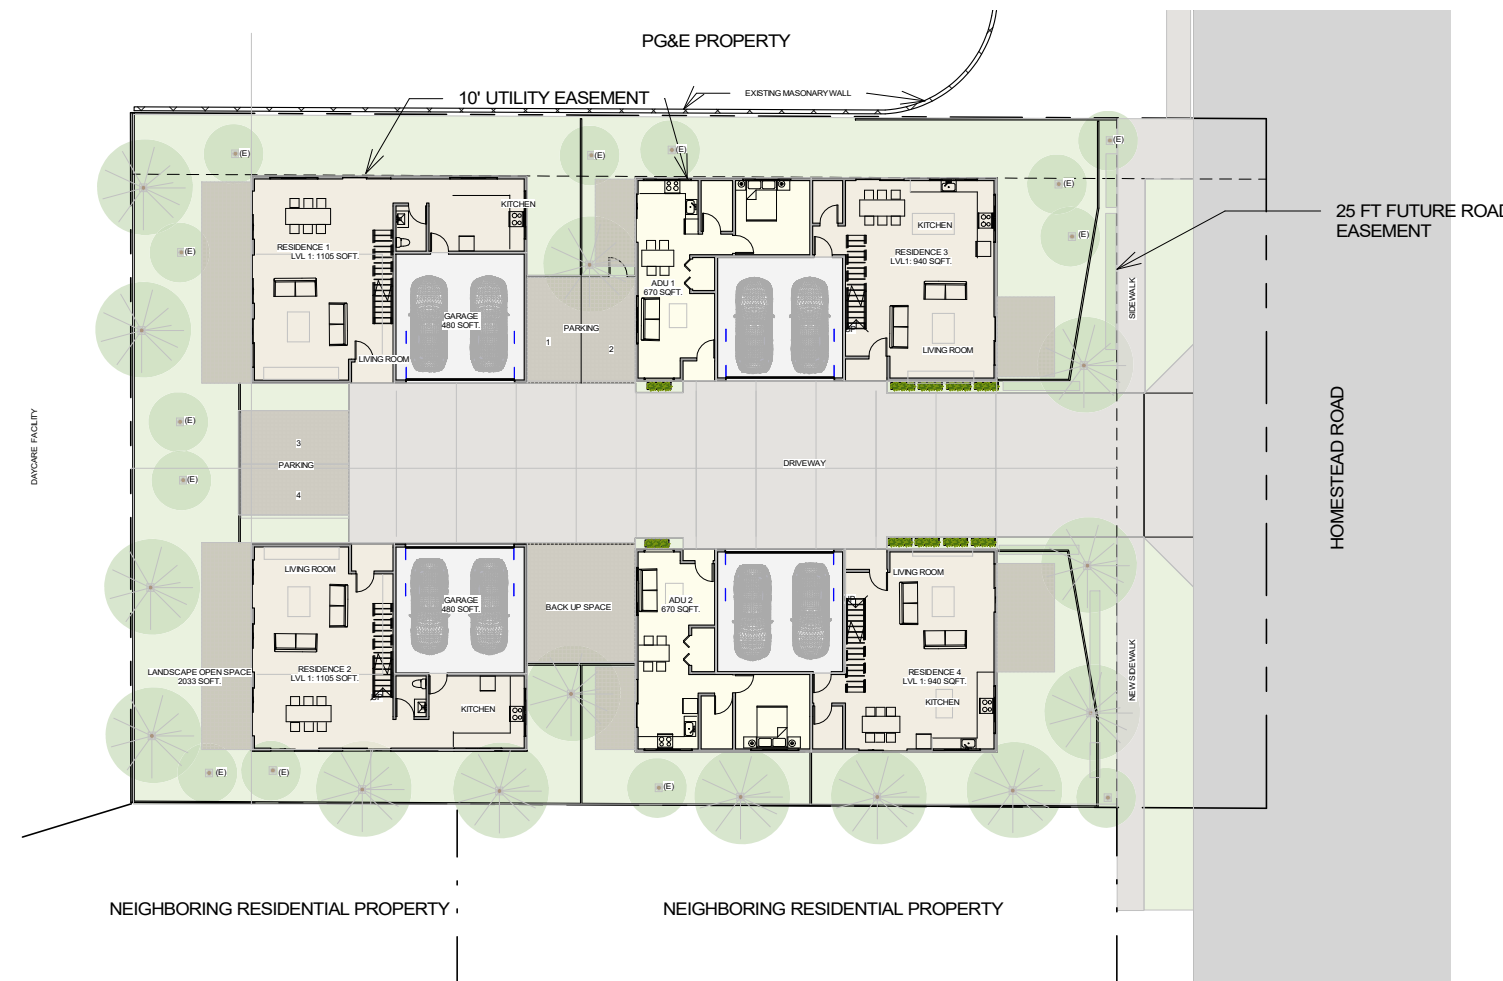 PG&E PROPERTY
10' UTILITY EASEMENT
EXISTING MASONARY WALL
(E)
(E)
(E)
(E)
(E)
KITCHEN
25 FT FUTURE ROAD
EASEMENT
KITCHEN
(E)
(E)
RESIDENCE 1
LVL 1: 1105 SQFT.
RESIDENCE 3
LVL1: 940 SQFT.
ADU 1
670 SQFT.
SIDEWALK
GARAGE
480 SQFT.
PARKING
1
2
UP
LIVING ROOM
LIVING ROOM
DAYCARE FACILITY
(E)
3
PARKING
4
DRIVEWAY
(E)
HOMESTEAD ROAD
LIVING ROOM
LIVING ROOM
GARAGE
480 SQFT.
BACK UP SPACE
ADU 2
670 SQFT.
UP
LANDSCAPE OPEN SPACE
2033 SQFT.
RESIDENCE 2
LVL 1: 1105 SQFT.
RESIDENCE 4
LVL 1: 940 SQFT.
NEW SIDEWALK
UP
KITCHEN
KITCHEN
(E)
(E)
(E)
NEIGHBORING RESIDENTIAL PROPERTY
NEIGHBORING RESIDENTIAL PROPERTY